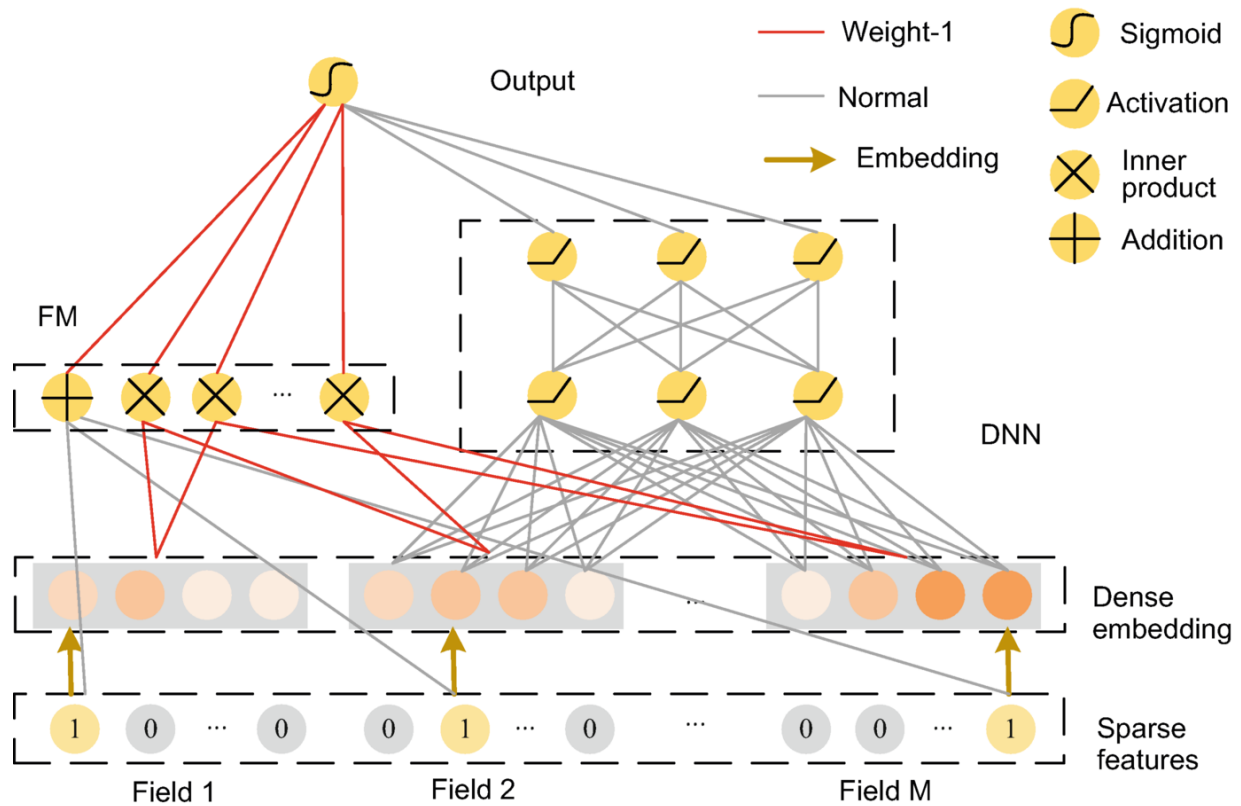 Weight-1
Sigmoid
Output
Normal
Activation
Embedding
Inner
product
Addition
FM
...
DNN
...
Dense
embedding
1 0 ... 0 0 1 ... 0 ... 0 0 ... 1
Sparse
features
Field 1 Field 2 Field M